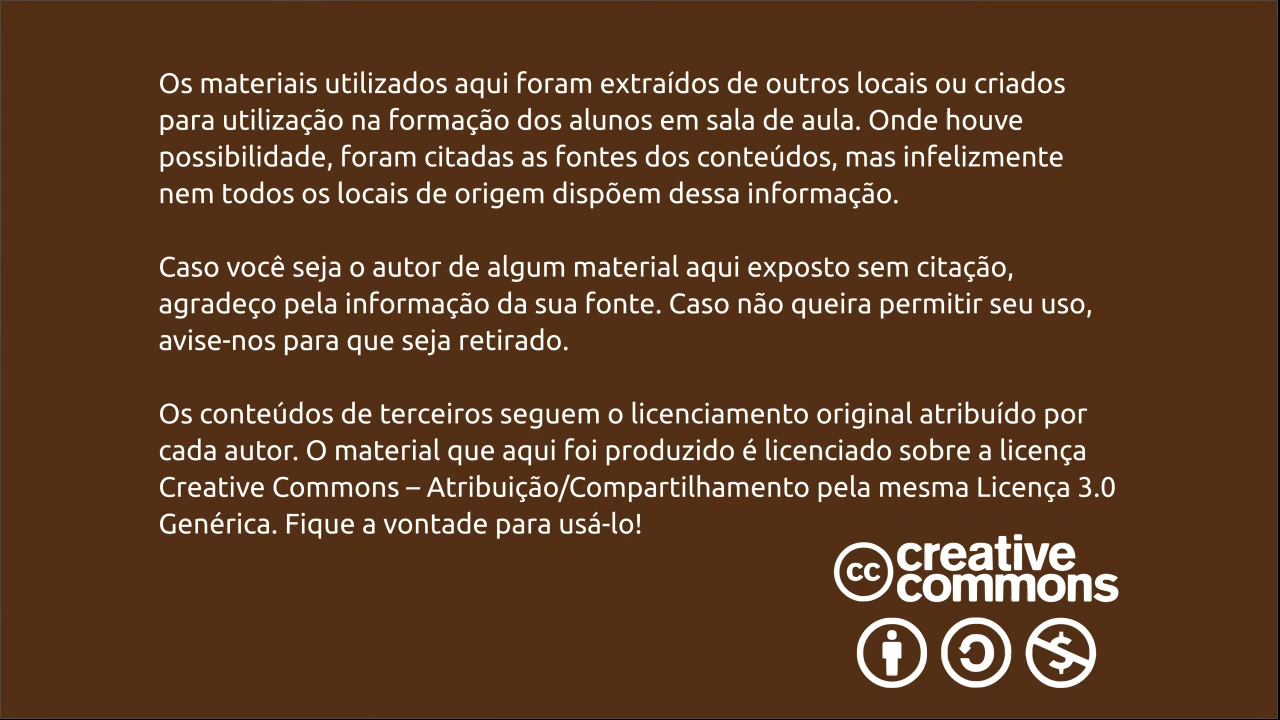 Os materiais utilizados aqui foram extraídos de outros locais ou criados
para utilização na formação dos alunos em sala de aula. Onde houve
possibilidade, foram citadas as fontes dos conteúdos, mas infelizmente
nem todos os locais de origem dispõem dessa informação.
Caso você seja o autor de algum material aqui exposto sem citação,
agradeço pela informação da sua fonte. Caso não queira permitir seu uso,
avise-nos para que seja retirado.
Os conteúdos de terceiros seguem o licenciamento original atribuído por
cada autor. O material que aqui foi produzido é licenciado sobre a licença
Creative Commons – Atribuição/Compartilhamento pela mesma Licença 3.0
Genérica. Fique a vontade para usá-lo!
cc creative
commons
$